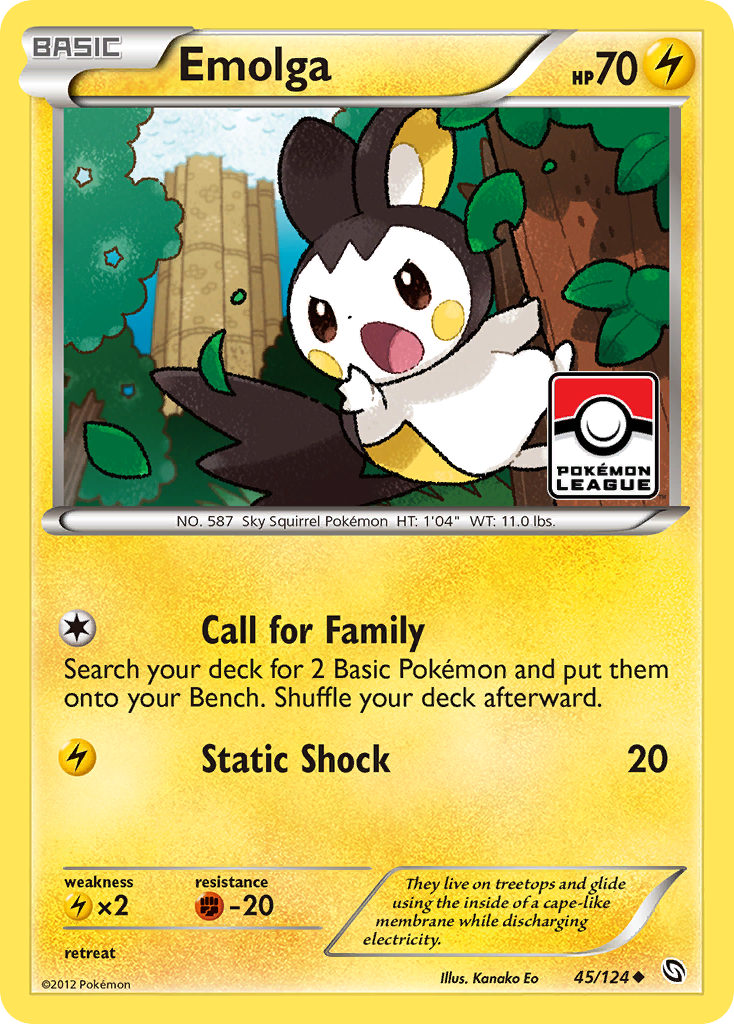 BASIC
Emolga
HP70
POKÉMON
LEAGUE
™
NO. 587 Sky Squirrel Pokémon HT: 1'04" WT: 11.0 lbs.
Call for Family
Search your deck for 2 Basic Pokémon and put them
onto your Bench. Shuffle your deck afterward.
Static Shock 20
weakness resistance
×2 -20
retreat
They live on treetops and glide
using the inside of a cape-like
membrane while discharging
electricity.
©2012 Pokémon
Illus. Kanako Eo 45/124